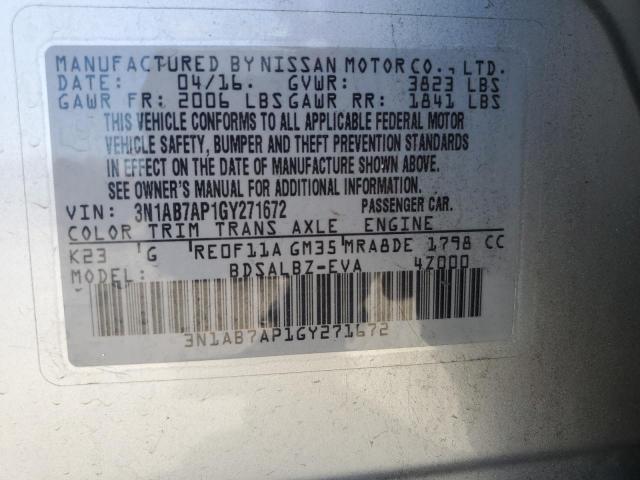 MANUFACTURED BY NISSAN MOTOR CO., LTD.
DATE: 04/16. GVWR: 3823 LBS
GAWR FR: 2006 LBS GAWR RR: 1841 LBS
THIS VEHICLE CONFORMS TO ALL APPLICABLE FEDERAL MOTOR
VEHICLE SAFETY, BUMPER AND THEFT PREVENTION STANDARDS
IN EFFECT ON THE DATE OF MANUFACTURE SHOWN ABOVE.
SEE OWNER'S MANUAL FOR ADDITIONAL INFORMATION.
VIN: 3N1AB7AP1GY271672 PASSENGER CAR.
COLOR TRIM TRANS AXLE ENGINE
K23 G RE0F11A GM35 MRA8DE 1798 CC
MODEL: BDSALBZ-EVA 4Z000
3N1AB7AP1GY271672